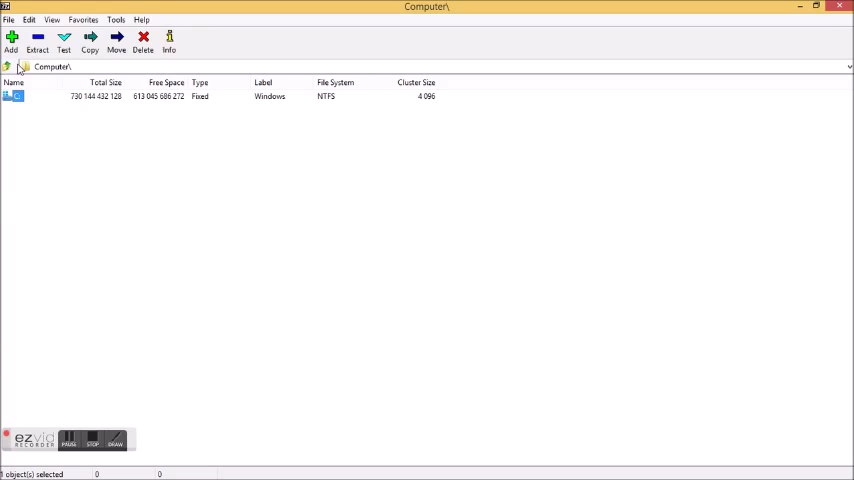 Computer\
File Edit View Favorites Tools Help
Add Extract Test Copy Move Delete Info
Computer\
Name Total Size Free Space Type Label File System Cluster Size
C: 730 144 432 128 613 045 686 272 Fixed Windows NTFS 4 096
ezvid
RECORDER
PAUSE STOP DRAW
1 object(s) selected 0 0